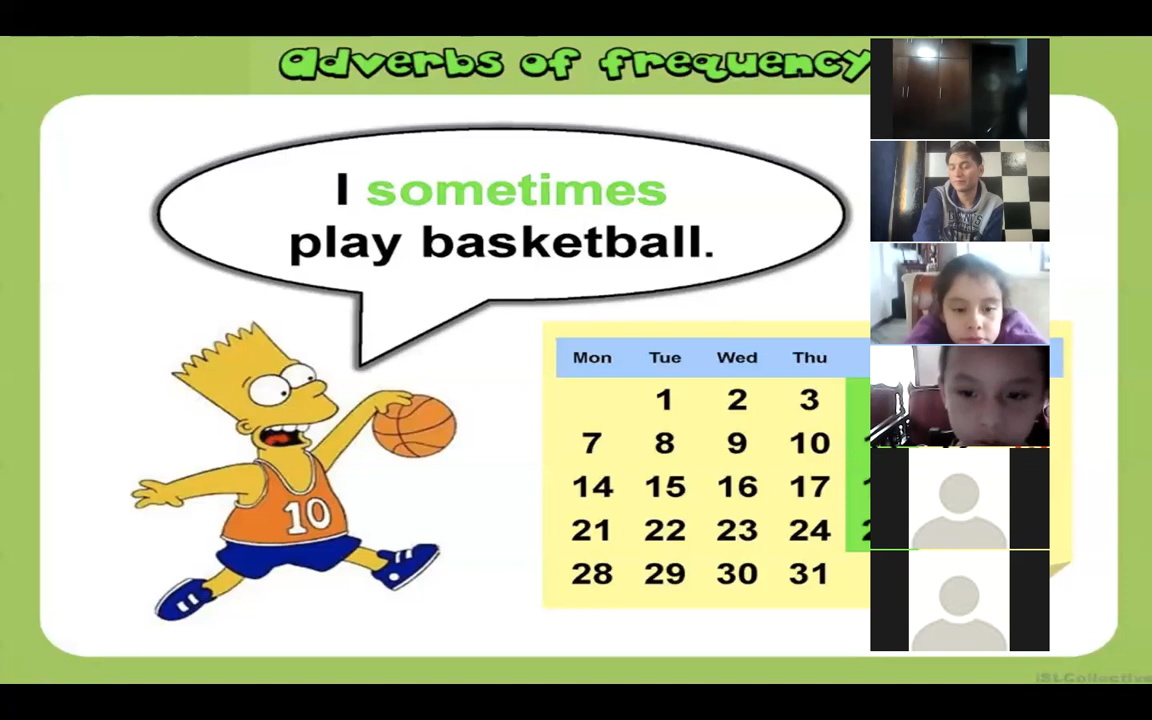 adverbs of frequency
I sometimes
play basketball.
Mon Tue Wed Thu
1 2 3
7 8 9 10
14 15 16 17
21 22 23 24
28 29 30 31
10
iSLCollective